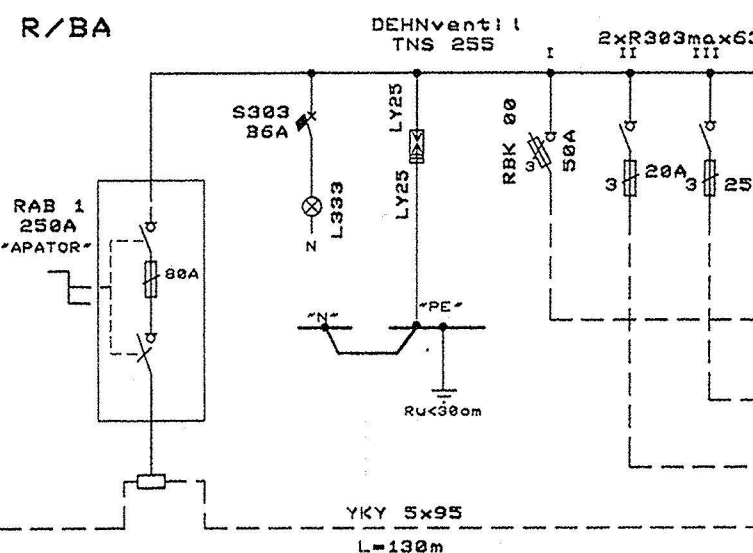 R/BA
DEHNventil
TNS 255
2xR303max63
I
II
III
S303
B6A
LY25
LY25
RBK 00
50A
3
3
20A
3
25
RAB 1
250A
"APATOR"
80A
L333
N
"N"
"PE"
Ru<30om
YKY 5x95
L=130m